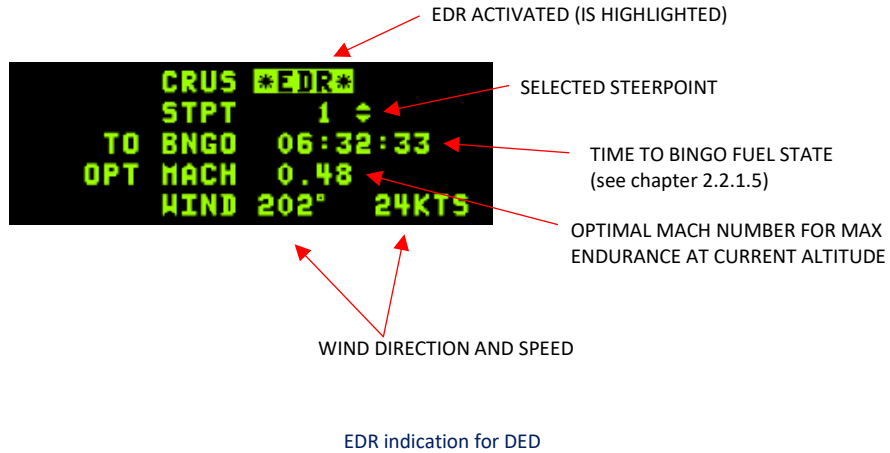 EDR ACTIVATED (IS HIGHLIGHTED)
CRUS *EDR*
SELECTED STEERPOINT
STPT 1
TO BNGO 06:32:33
TIME TO BINGO FUEL STATE
(see chapter 2.2.1.5)
OPT MACH 0.48
WIND 202° 24KTS
OPTIMAL MACH NUMBER FOR MAX
ENDURANCE AT CURRENT ALTITUDE
WIND DIRECTION AND SPEED
EDR indication for DED